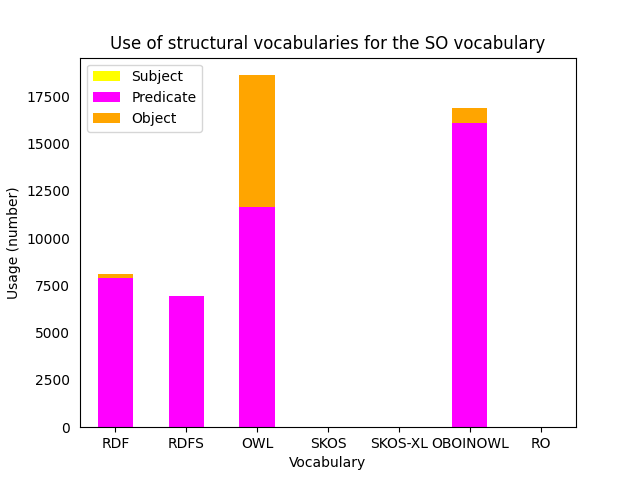 Use of structural vocabularies for the SO vocabulary
Subject
Predicate
Object
Usage (number)
17500
15000
12500
10000
7500
5000
2500
0
RDF RDFS OWL SKOS SKOS-XL OBOINOWL RO
Vocabulary